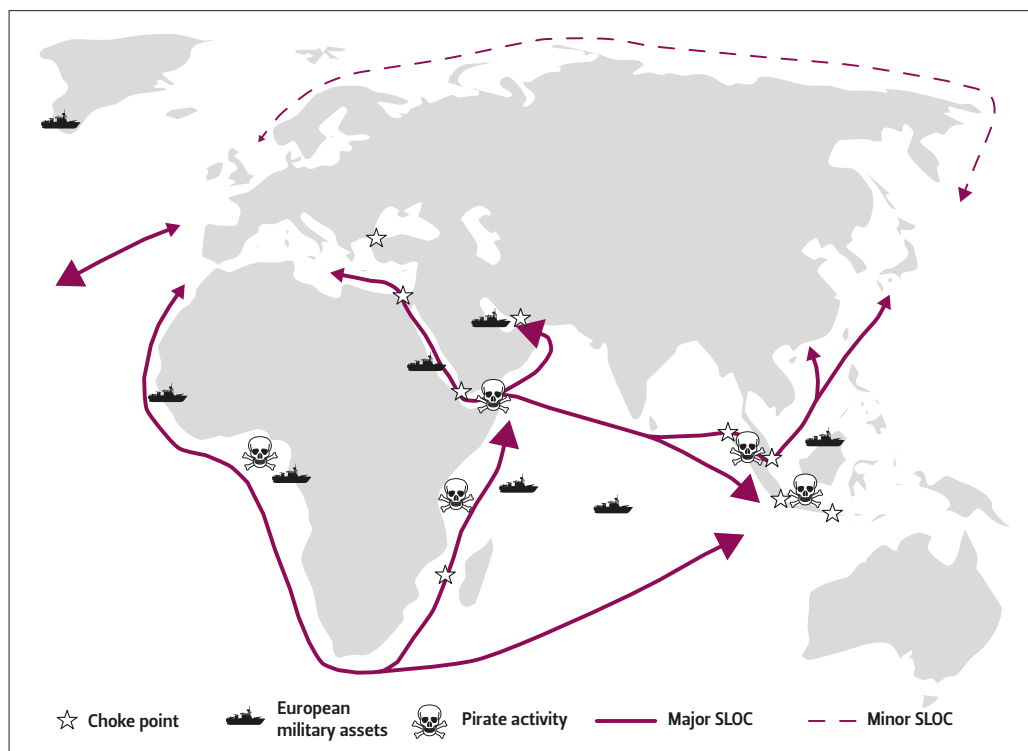 Choke point
European
military assets
Pirate activity
Major SLOC
Minor SLOC